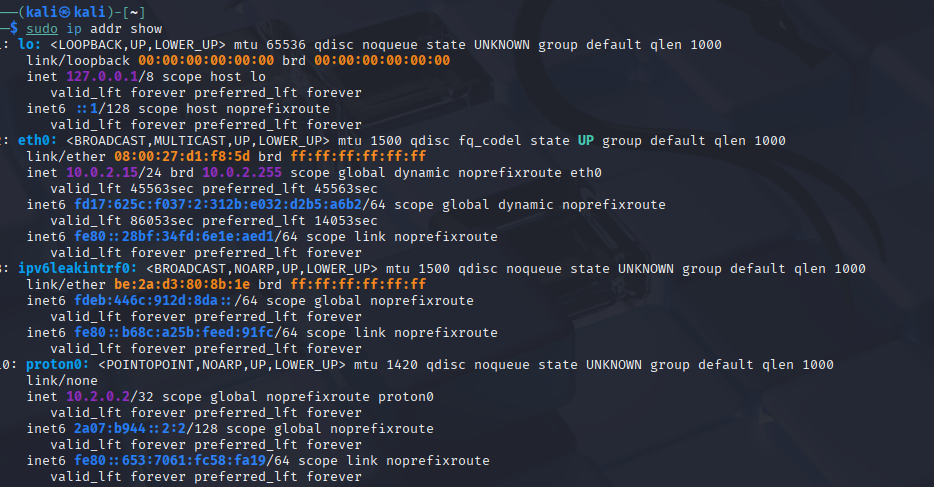 ──(kali㉿kali)-[~]
─$ sudo ip addr show
1: lo: <LOOPBACK,UP,LOWER_UP> mtu 65536 qdisc noqueue state UNKNOWN group default qlen 1000
    link/loopback 00:00:00:00:00:00 brd 00:00:00:00:00:00
    inet 127.0.0.1/8 scope host lo
       valid_lft forever preferred_lft forever
    inet6 ::1/128 scope host noprefixroute
       valid_lft forever preferred_lft forever
2: eth0: <BROADCAST,MULTICAST,UP,LOWER_UP> mtu 1500 qdisc fq_codel state UP group default qlen 1000
    link/ether 08:00:27:d1:f8:5d brd ff:ff:ff:ff:ff:ff
    inet 10.0.2.15/24 brd 10.0.2.255 scope global dynamic noprefixroute eth0
       valid_lft 45563sec preferred_lft 45563sec
    inet6 fd17:625c:f037:2:312b:e032:d2b5:a6b2/64 scope global dynamic noprefixroute
       valid_lft 86053sec preferred_lft 14053sec
    inet6 fe80::28bf:34fd:6e1e:aed1/64 scope link noprefixroute
       valid_lft forever preferred_lft forever
8: ipv6leakintrf0: <BROADCAST,NOARP,UP,LOWER_UP> mtu 1500 qdisc noqueue state UNKNOWN group default qlen 1000
    link/ether be:2a:d3:80:8b:1e brd ff:ff:ff:ff:ff:ff
    inet6 fdeb:446c:912d:8da::/64 scope global noprefixroute
       valid_lft forever preferred_lft forever
    inet6 fe80::b68c:a25b:feed:91fc/64 scope link noprefixroute
       valid_lft forever preferred_lft forever
10: proton0: <POINTOPOINT,NOARP,UP,LOWER_UP> mtu 1420 qdisc noqueue state UNKNOWN group default qlen 1000
    link/none
    inet 10.2.0.2/32 scope global noprefixroute proton0
       valid_lft forever preferred_lft forever
    inet6 2a07:b944::2:2/128 scope global noprefixroute
       valid_lft forever preferred_lft forever
    inet6 fe80::653:7061:fc58:fa19/64 scope link noprefixroute
       valid_lft forever preferred_lft forever